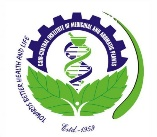 CSIR-CENTRAL INSTITUTE OF MEDICINAL AND AROMATIC PLANTS
TOWARDS BETTER HEALTH AND LIFE
Estd.-1959